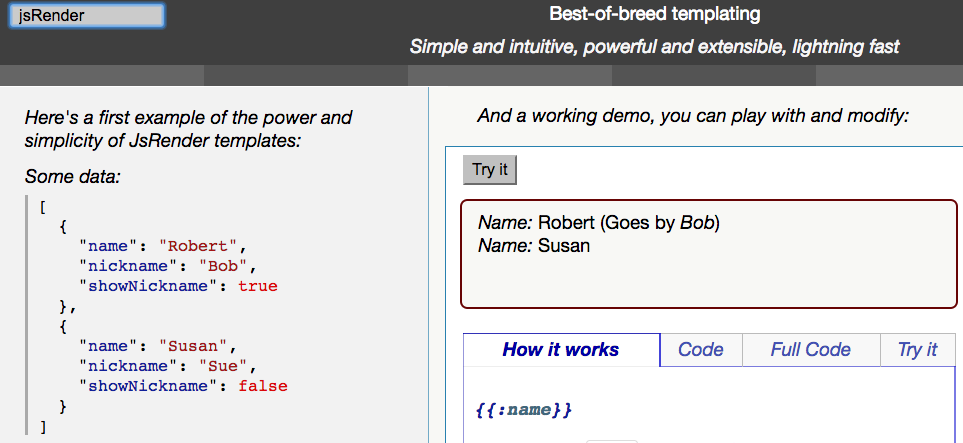 jsRender
Best-of-breed templating
Simple and intuitive, powerful and extensible, lightning fast
Here's a first example of the power and
simplicity of JsRender templates:
Some data:
[
{
"name": "Robert",
"nickname": "Bob",
"showNickname": true
},
{
"name": "Susan",
"nickname": "Sue",
"showNickname": false
}
]
And a working demo, you can play with and modify:
Try it
Name: Robert (Goes by Bob)
Name: Susan
How it works
Code
Full Code
Try it
{{:name}}